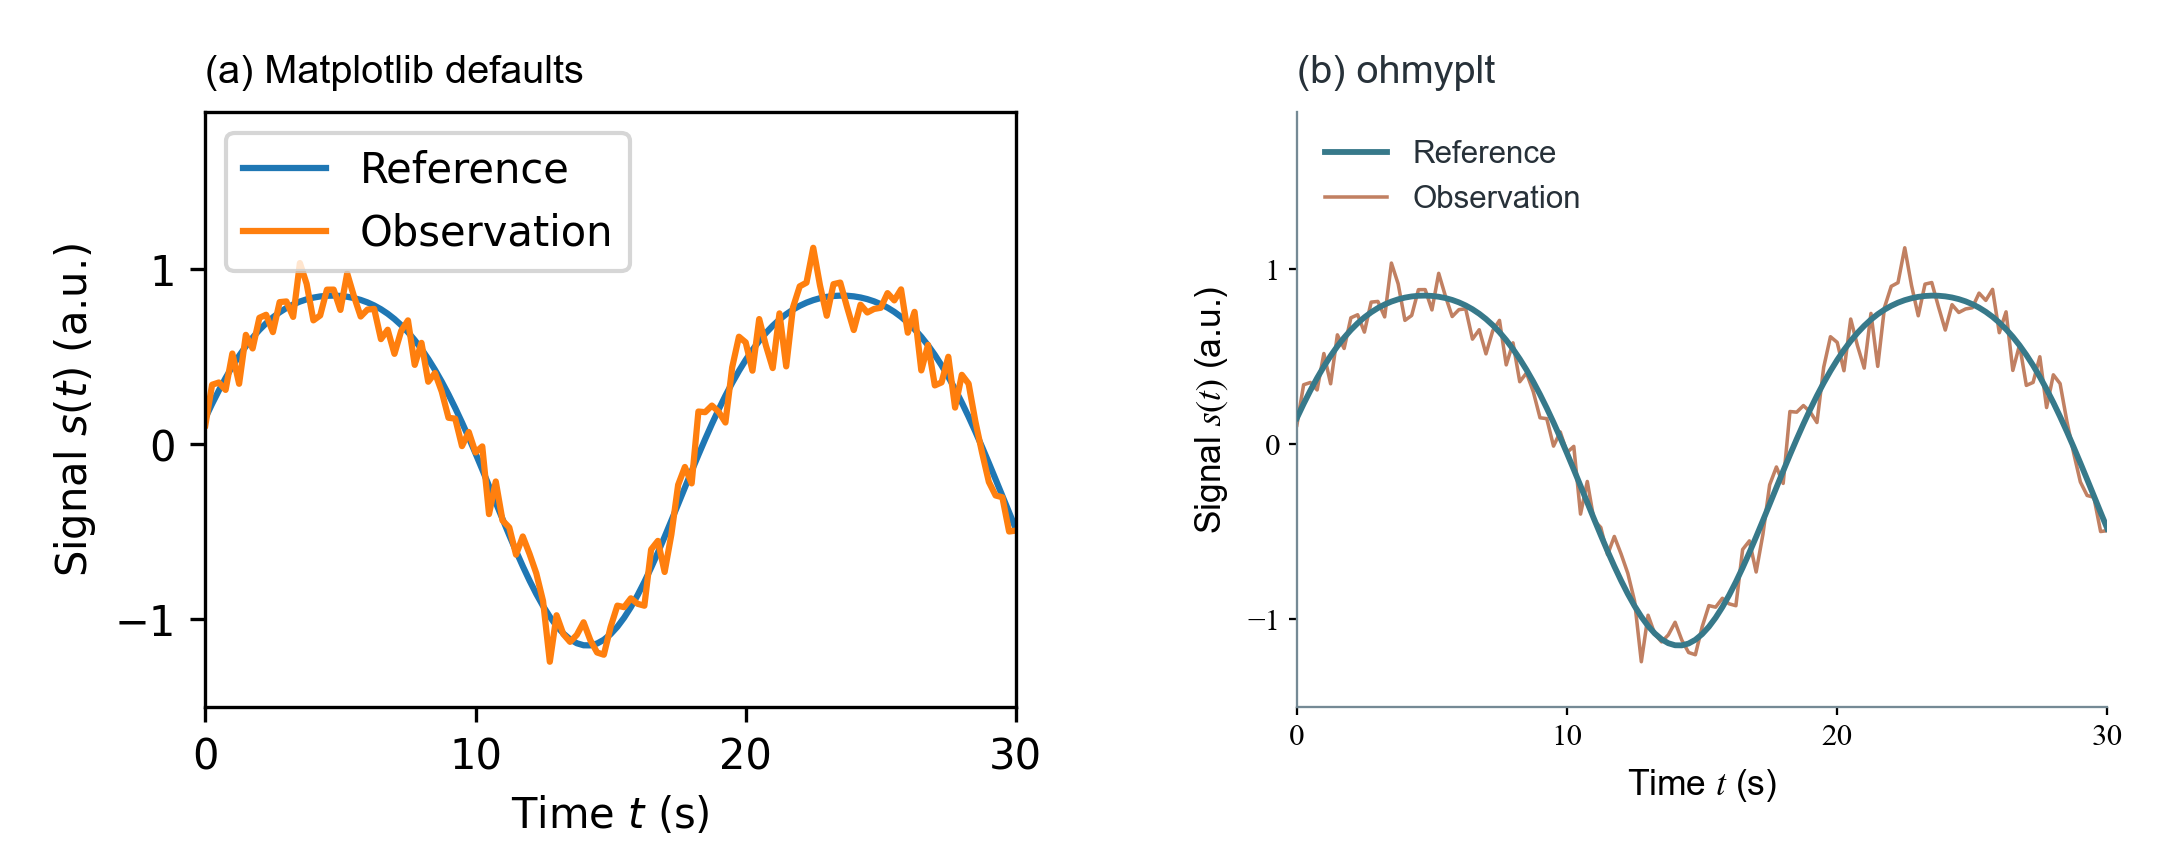 (a) Matplotlib defaults
Reference
Observation
Signal s(t) (a.u.)
1
0
−1
0
10
20
30
Time t (s)
(b) ohmyplt
Reference
Observation
Signal s(t) (a.u.)
1
0
−1
0
10
20
30
Time t (s)